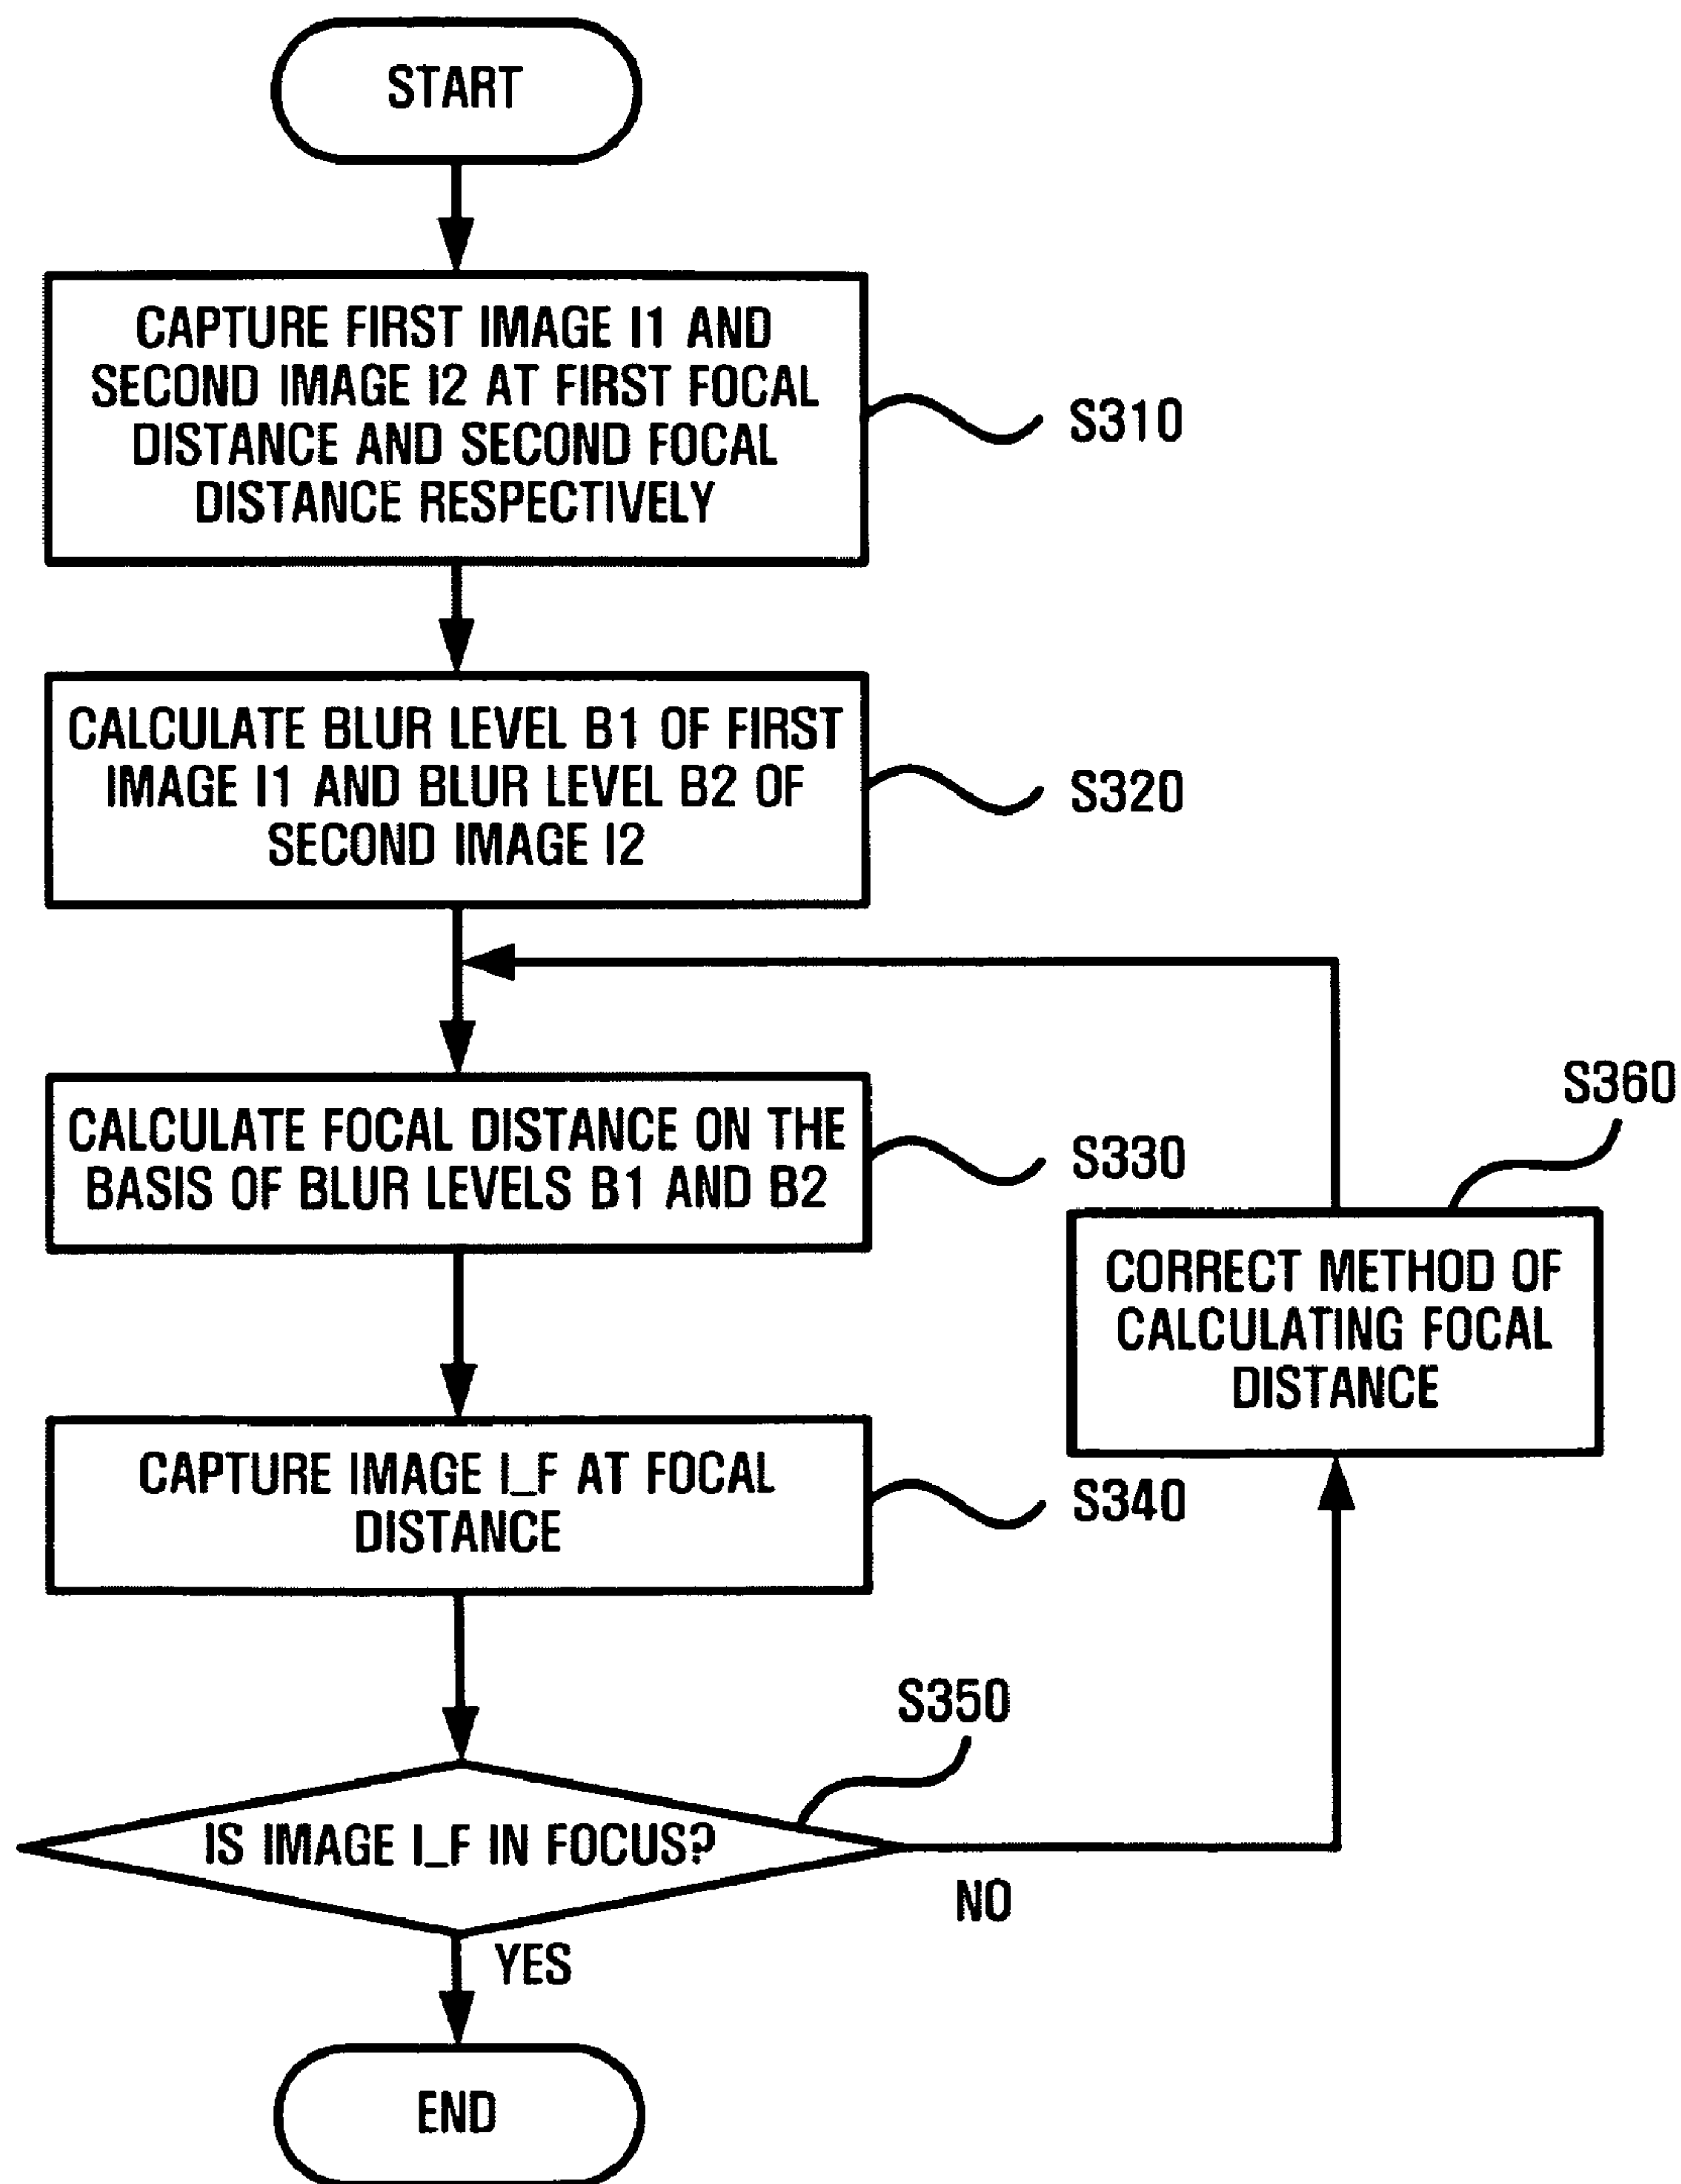 START
CAPTURE FIRST IMAGE I1 AND
SECOND IMAGE I2 AT FIRST FOCAL
DISTANCE AND SECOND FOCAL
DISTANCE RESPECTIVELY
S310
CALCULATE BLUR LEVEL B1 OF FIRST
IMAGE I1 AND BLUR LEVEL B2 OF
SECOND IMAGE I2
S320
CALCULATE FOCAL DISTANCE ON THE
BASIS OF BLUR LEVELS B1 AND B2
S330
S360
CORRECT METHOD OF
CALCULATING FOCAL
DISTANCE
CAPTURE IMAGE I_F AT FOCAL
DISTANCE
S340
S350
IS IMAGE I_F IN FOCUS?
NO
YES
END